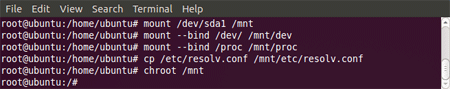 File Edit View Search Terminal Help
root@ubuntu:/home/ubuntu# mount /dev/sda1 /mnt
root@ubuntu:/home/ubuntu# mount --bind /dev/ /mnt/dev
root@ubuntu:/home/ubuntu# mount --bind /proc /mnt/proc
root@ubuntu:/home/ubuntu# cp /etc/resolv.conf /mnt/etc/resolv.conf
root@ubuntu:/home/ubuntu# chroot /mnt
root@ubuntu:/#